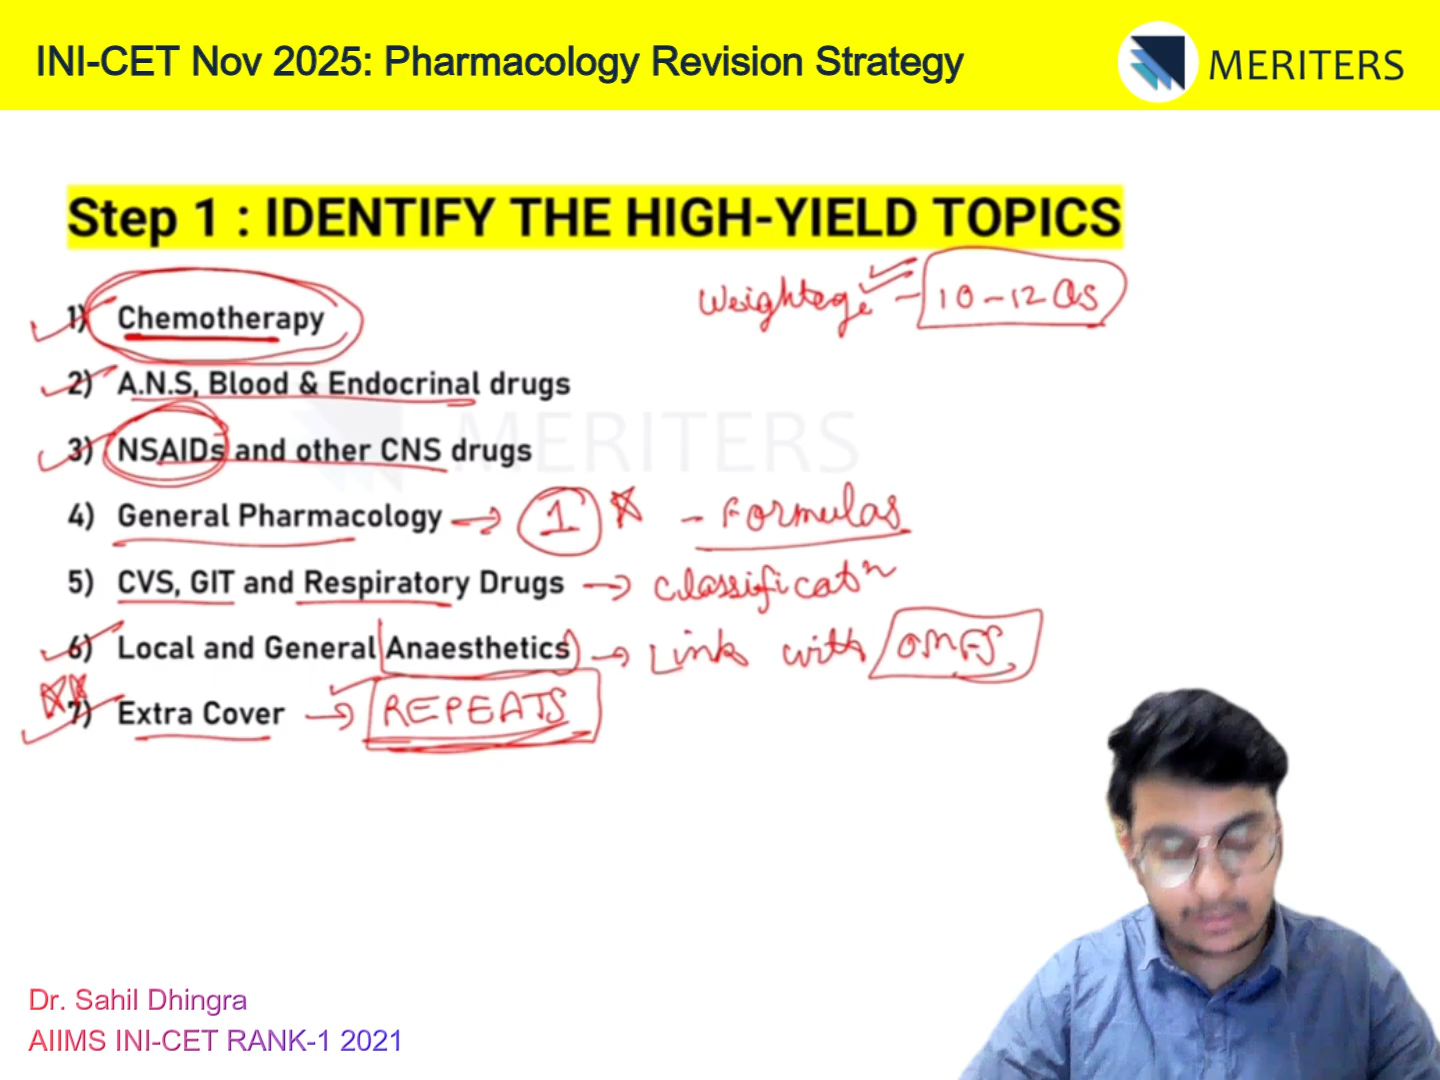 INI-CET Nov 2025: Pharmacology Revision Strategy
MERITERS
Step 1 : IDENTIFY THE HIGH-YIELD TOPICS
Weightage - 10-12 Qs
1) Chemotherapy
2) A.N.S, Blood & Endocrinal drugs
MERITERS
3) NSAIDs and other CNS drugs
4) General Pharmacology → 1 - Formulas
5) CVS, GIT and Respiratory Drugs → Classificatn
6) Local and General Anaesthetics → Link with OMFS
7) Extra Cover → REPEATS
Dr. Sahil Dhingra
AIIMS INI-CET RANK-1 2021